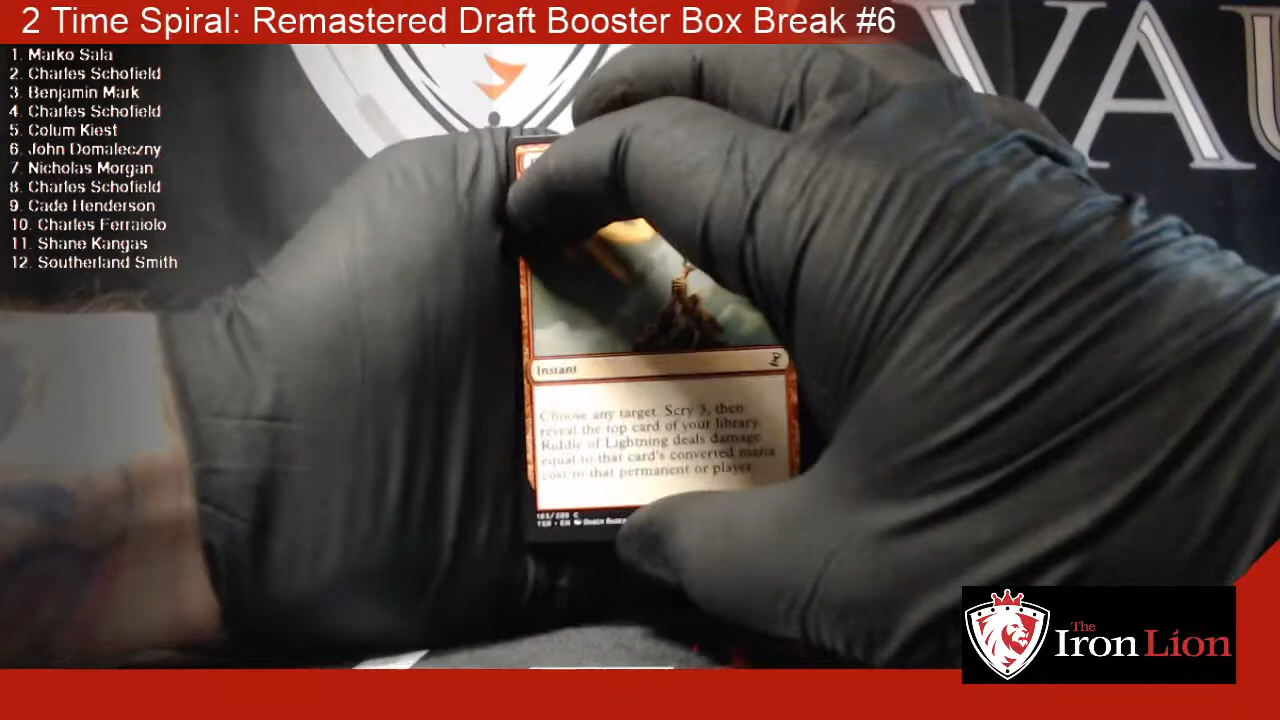 2 Time Spiral: Remastered Draft Booster Box Break #6
1. Marko Sala
2. Charles Schofield
3. Benjamin Mark
4. Charles Schofield
5. Colum Kiest
6. John Domaleczny
7. Nicholas Morgan
8. Charles Schofield
9. Cade Henderson
10. Charles Ferraiolo
11. Shane Kangas
12. Southerland Smith
VAU
Instant
Choose any target. Scry 3, then
reveal the top card of your library.
Riddle of Lightning deals damage
equal to that card's converted mana
cost to that permanent or player.
TSR • EN
The
Iron Lion